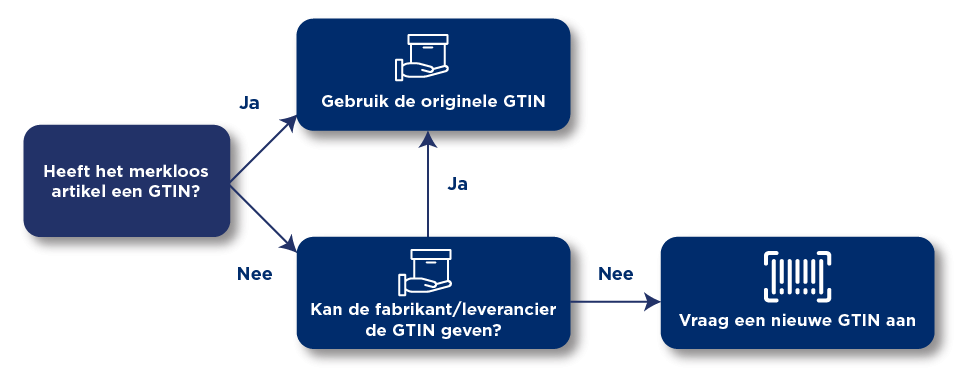 Gebruik de originele GTIN
Ja
Heeft het merkloos
artikel een GTIN?
Ja
Nee
Kan de fabrikant/leverancier
de GTIN geven?
Nee
Vraag een nieuwe GTIN aan